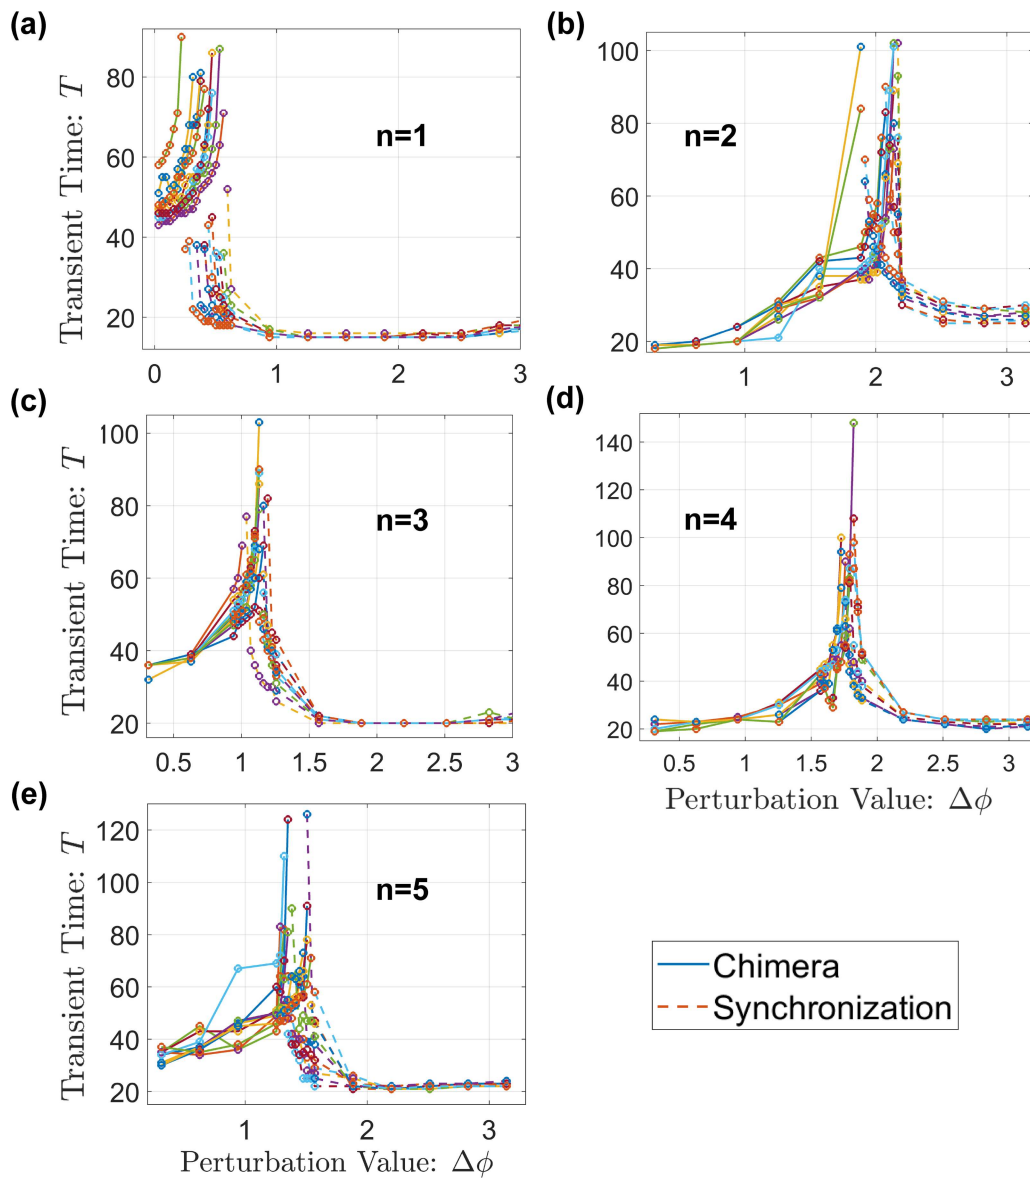 (a)
80
60
40
20
Transient Time: T
n=1
0
1
2
3
(b)
100
80
60
40
20
n=2
1
2
3
(c)
100
80
60
40
20
Transient Time: T
n=3
0.5
1
1.5
2
2.5
3
(d)
140
120
100
80
60
40
20
n=4
0.5
1
1.5
2
2.5
3
Perturbation Value: Δϕ
(e)
120
100
80
60
40
20
Transient Time: T
n=5
1
2
3
Perturbation Value: Δϕ
Chimera
Synchronization